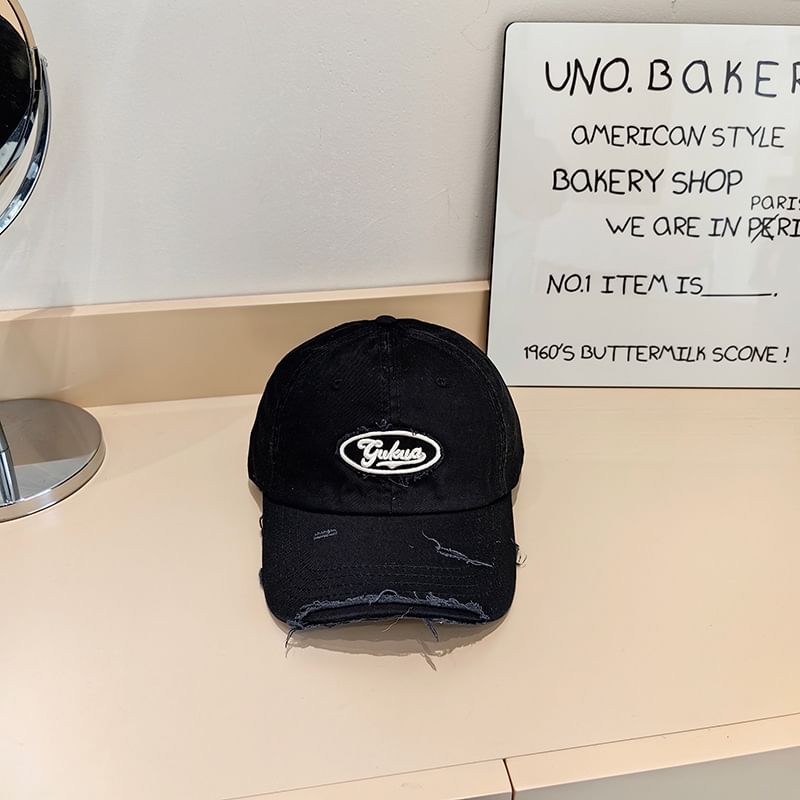 UNO. BAKER
AMERICAN STYLE
BAKERY SHOP
PARIS
WE ARE IN PERI
NO.1 ITEM IS_____.
1960'S BUTTERMILK SCONE!
Gukua